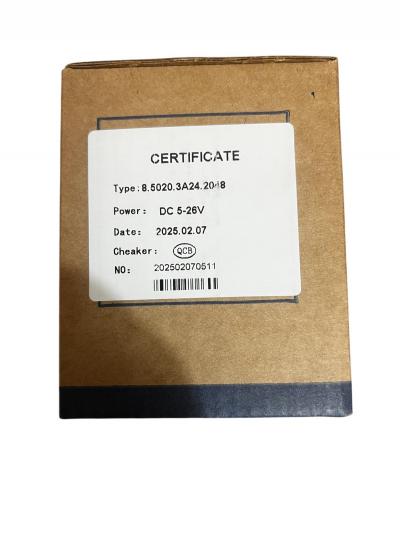 CERTIFICATE
Type:8.5020.3A24.2048
Power: DC 5-26V
Date: 2025.02.07
Cheaker: QCB
NO: 202502070511